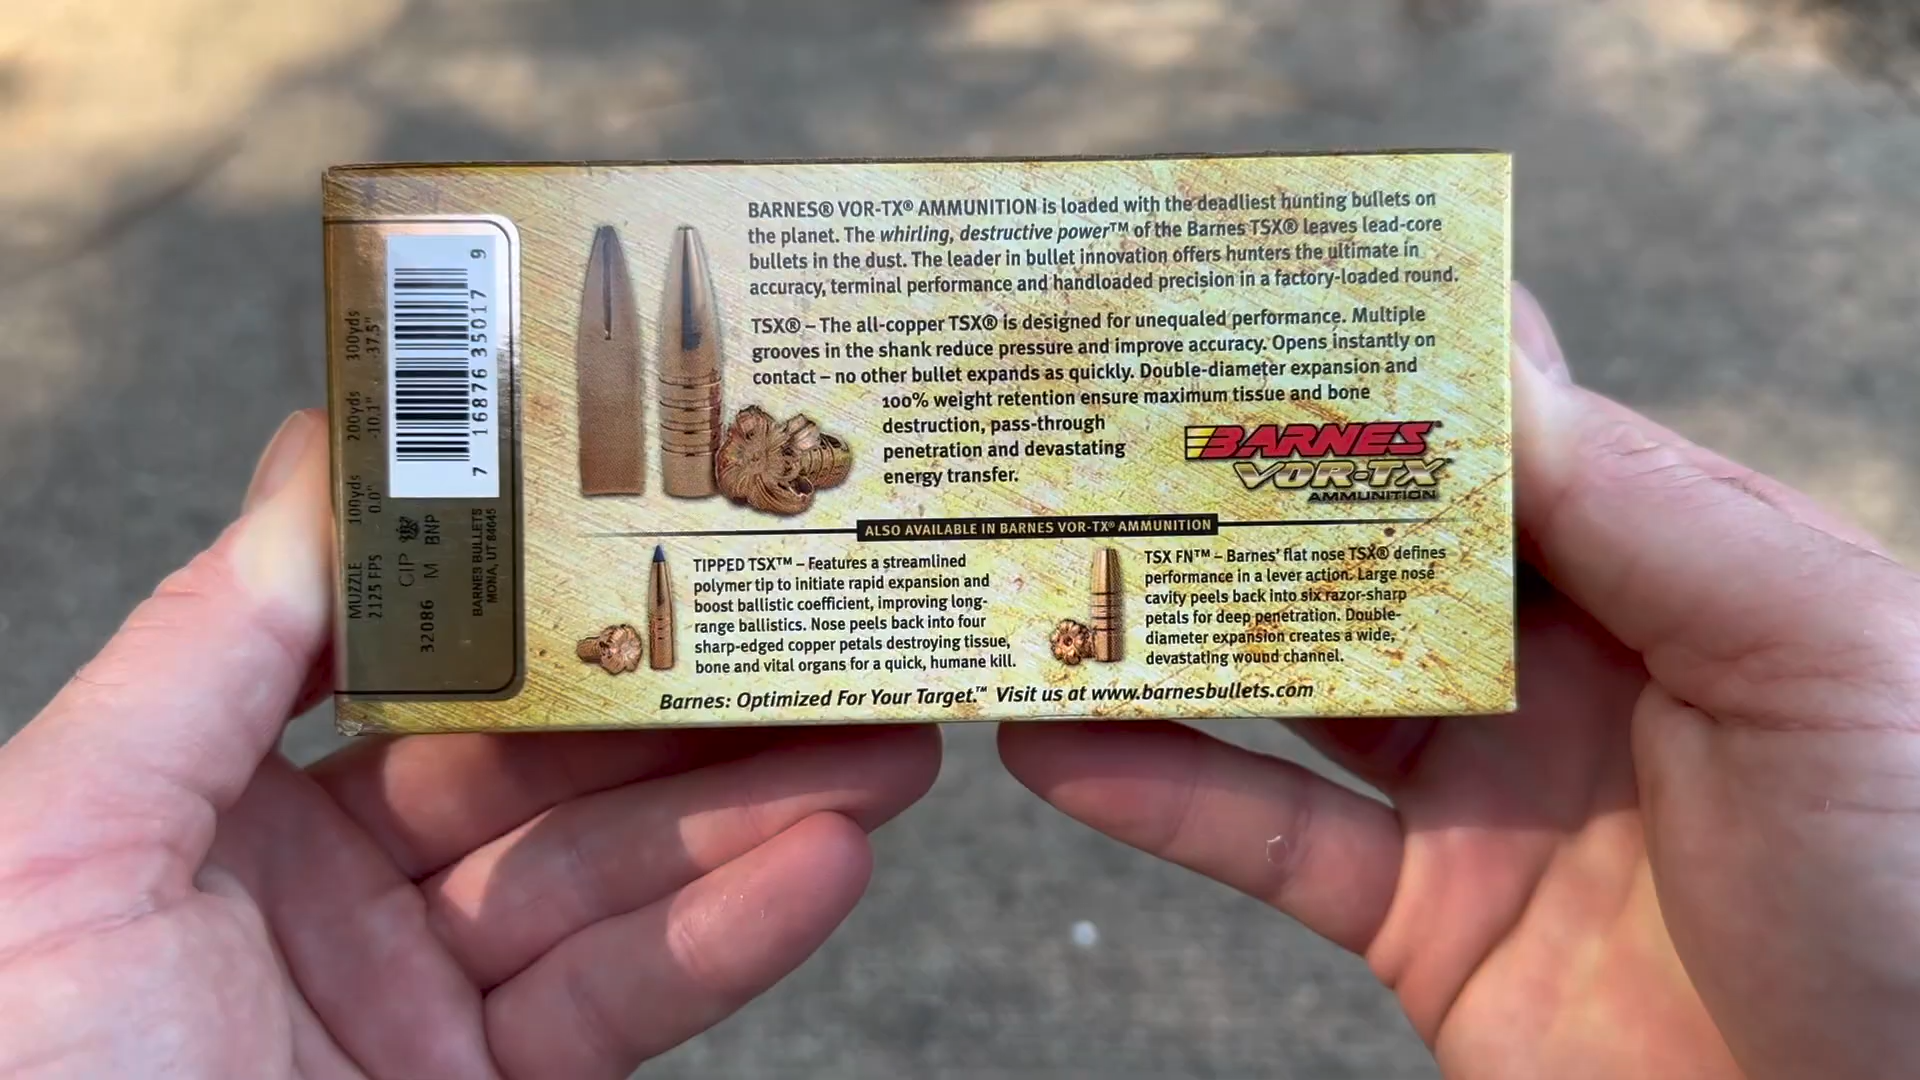 BARNES® VOR-TX® AMMUNITION is loaded with the deadliest hunting bullets on
the planet. The whirling, destructive power™ of the Barnes TSX® leaves lead-core
bullets in the dust. The leader in bullet innovation offers hunters the ultimate in
accuracy, terminal performance and handloaded precision in a factory-loaded round.
TSX® – The all-copper TSX® is designed for unequaled performance. Multiple
grooves in the shank reduce pressure and improve accuracy. Opens instantly on
contact – no other bullet expands as quickly. Double-diameter expansion and
100% weight retention ensure maximum tissue and bone
destruction, pass-through
penetration and devastating
energy transfer.
BARNES
VOR-TX
AMMUNITION
ALSO AVAILABLE IN BARNES VOR-TX® AMMUNITION
TIPPED TSX™ – Features a streamlined
polymer tip to initiate rapid expansion and
boost ballistic coefficient, improving long-
range ballistics. Nose peels back into four
sharp-edged copper petals destroying tissue,
bone and vital organs for a quick, humane kill.
TSX FN™ – Barnes' flat nose TSX® defines
performance in a lever action. Large nose
cavity peels back into six razor-sharp
petals for deep penetration. Double-
diameter expansion creates a wide,
devastating wound channel.
Barnes: Optimized For Your Target.™ Visit us at www.barnesbullets.com
MUZZLE 100yds 200yds 300yds
2125 FPS 0.0" -10.1" -37.5"
CIP
32086 M BNP
7 16876 35017 9
BARNES BULLETS
MONA, UT 84645